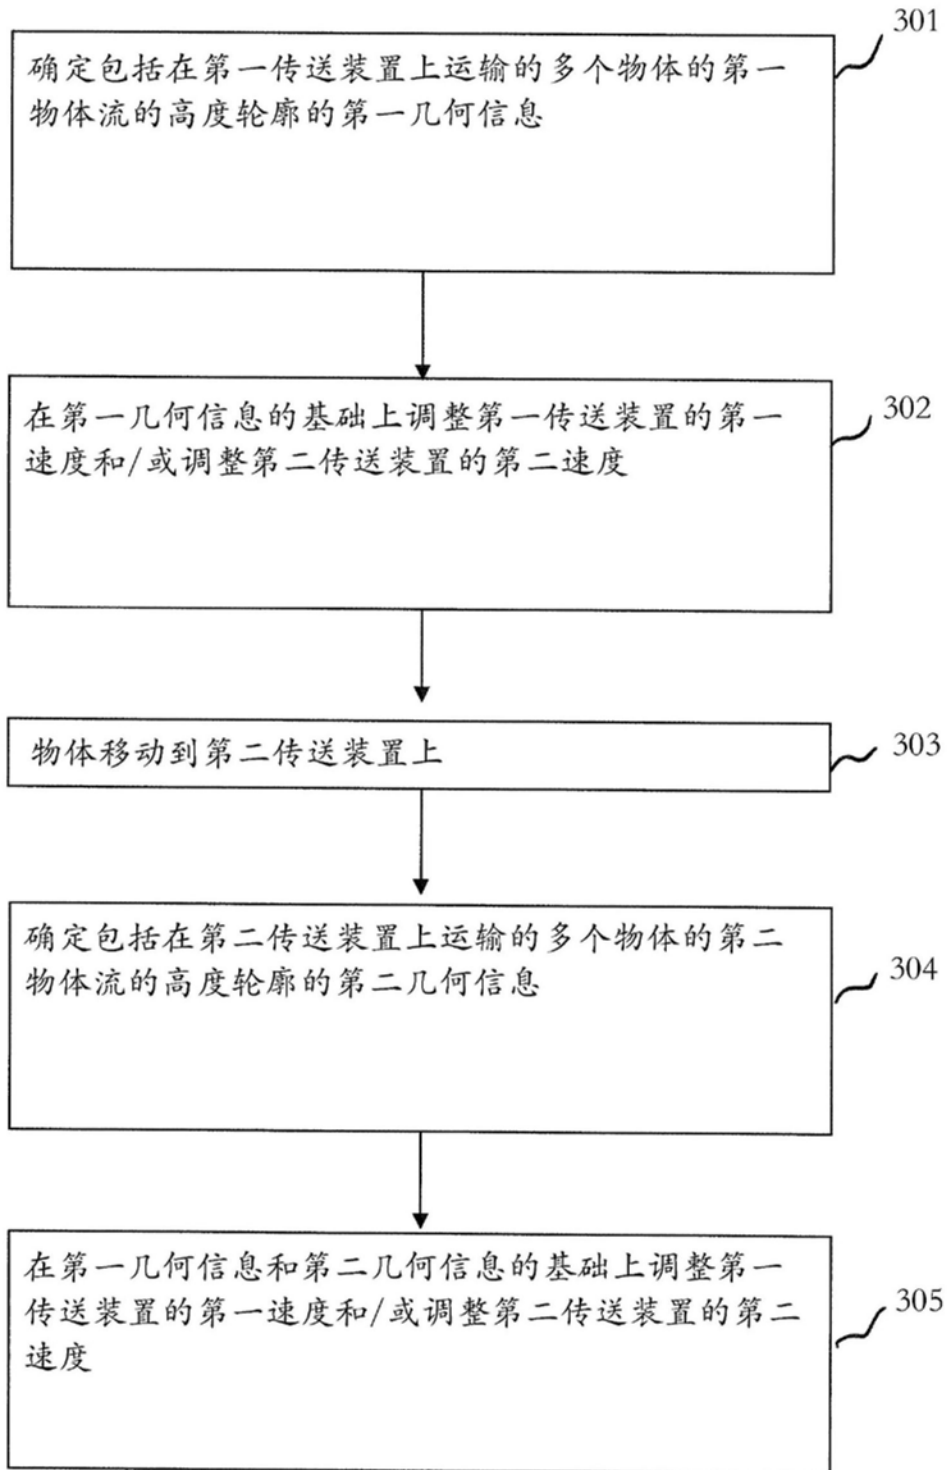 301
确定包括在第一传送装置上运输的多个物体的第一
物体流的高度轮廓的第一几何信息
302
在第一几何信息的基础上调整第一传送装置的第一
速度和/或调整第二传送装置的第二速度
303
物体移动到第二传送装置上
304
确定包括在第二传送装置上运输的多个物体的第二
物体流的高度轮廓的第二几何信息
305
在第一几何信息和第二几何信息的基础上调整第一
传送装置的第一速度和/或调整第二传送装置的第二
速度